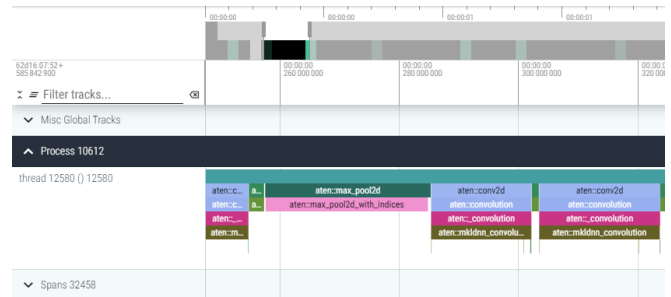 00:00:00 00:00:00 00:00:01 00:00:01
62d16:07:52+ 00:00:00 00:00:00 00:00:00 00:00:0
585 842 900 260 000 000 280 000 000 300 000 000 320 00
Filter tracks...
Misc Global Tracks
Process 10612
thread 12580 () 12580
aten::c... a... aten::max_pool2d aten::conv2d aten::conv2d
aten::c... a... aten::max_pool2d_with_indices aten::convolution aten::convolution
aten::_... aten::_convolution aten::_convolution
aten::m... aten::mkldnn_convolu... aten::mkldnn_convolution
Spans 32458